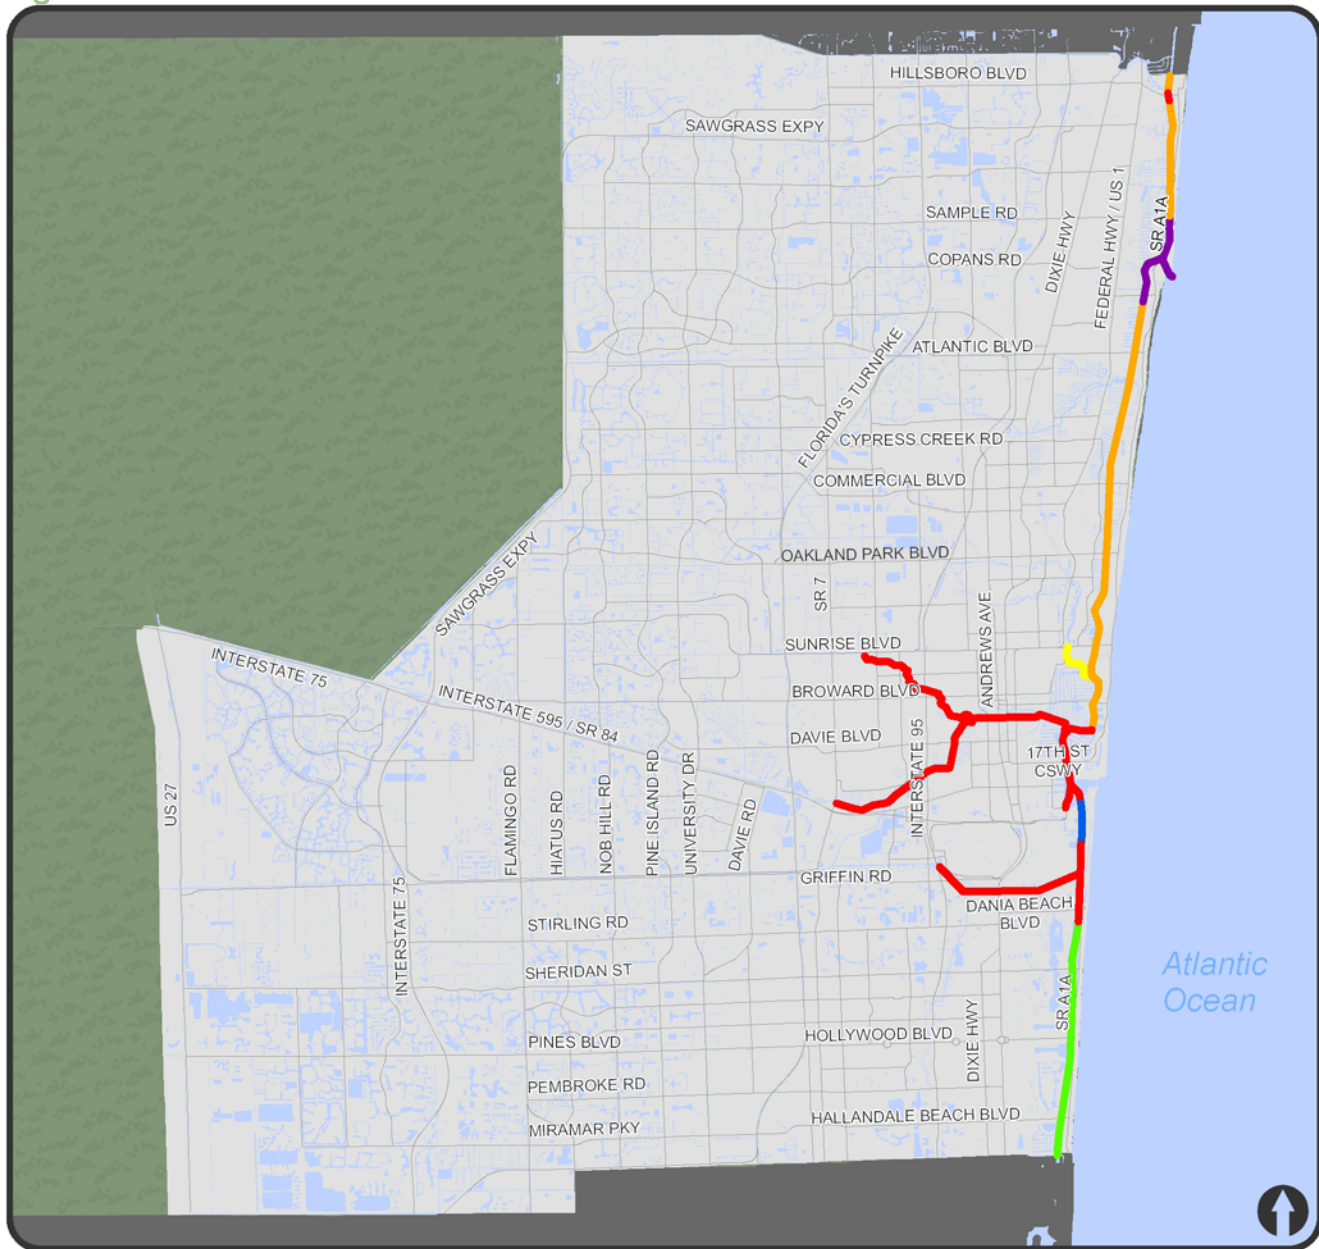 HILLSBORO BLVD
SAWGRASS EXPY
SAMPLE RD
SR A1A
FEDERAL HWY / US 1
DIXIE HWY
COPANS RD
ATLANTIC BLVD
FLORIDA'S TURNPIKE
CYPRESS CREEK RD
COMMERCIAL BLVD
OAKLAND PARK BLVD
SAWGRASS EXPY
SR 7
ANDREWS AVE
SUNRISE BLVD
INTERSTATE 75
BROWARD BLVD
INTERSTATE 595 / SR 84
DAVIE BLVD
17TH ST
CSWY
INTERSTATE 95
US 27
FLAMINGO RD
HIATUS RD
NOB HILL RD
PINE ISLAND RD
UNIVERSITY DR
DAVIE RD
GRIFFIN RD
DANIA BEACH
BLVD
STIRLING RD
INTERSTATE 75
SHERIDAN ST
Atlantic
Ocean
SR A1A
HOLLYWOOD BLVD
DIXIE HWY
PINES BLVD
PEMBROKE RD
HALLANDALE BEACH BLVD
MIRAMAR PKY